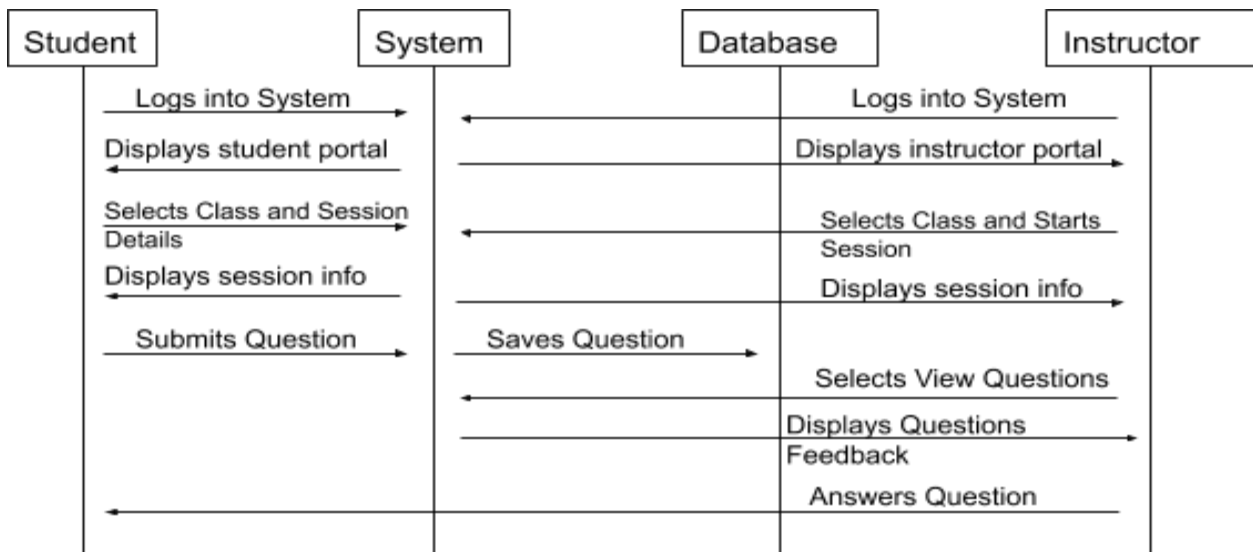 Student
System
Database
Instructor
Logs into System
Logs into System
Displays student portal
Displays instructor portal
Selects Class and Session
Details
Selects Class and Starts
Session
Displays session info
Displays session info
Submits Question
Saves Question
Selects View Questions
Displays Questions
Feedback
Answers Question